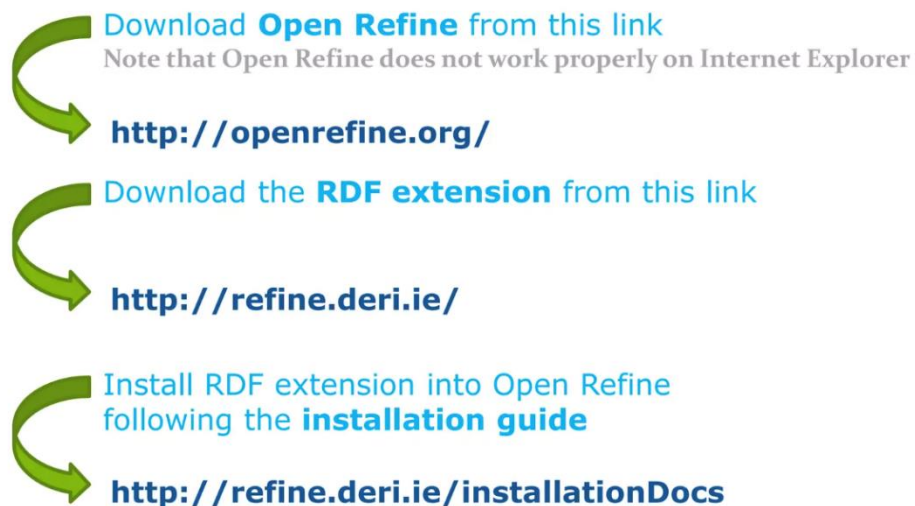 Download Open Refine from this link
Note that Open Refine does not work properly on Internet Explorer
http://openrefine.org/
Download the RDF extension from this link
http://refine.deri.ie/
Install RDF extension into Open Refine
following the installation guide
http://refine.deri.ie/installationDocs